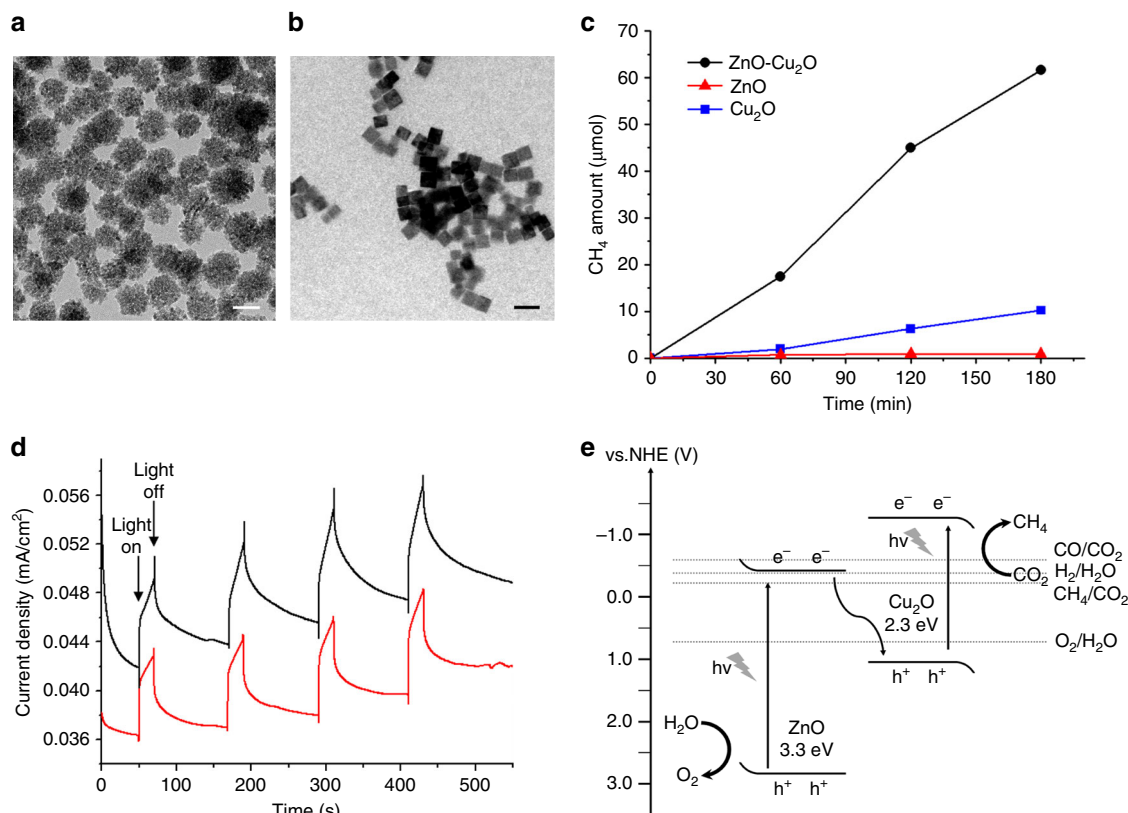 a
b
c
70
60
50
40
30
20
10
0
CH₄ amount (μmol)
ZnO-Cu₂O
ZnO
Cu₂O
0 30 60 90 120 150 180
Time (min)
d
0.056
0.052
0.048
0.044
0.040
0.036
Current density (mA/cm²)
Light
off
Light
on
0 100 200 300 400 500
Time (s)
e
vs.NHE (V)
−1.0
0.0
1.0
2.0
3.0
e⁻ e⁻
CH₄
hv
CO/CO₂
e⁻ e⁻
CO₂
H₂/H₂O
CH₄/CO₂
Cu₂O
2.3 eV
O₂/H₂O
h⁺ h⁺
hv
H₂O
ZnO
3.3 eV
O₂
h⁺ h⁺